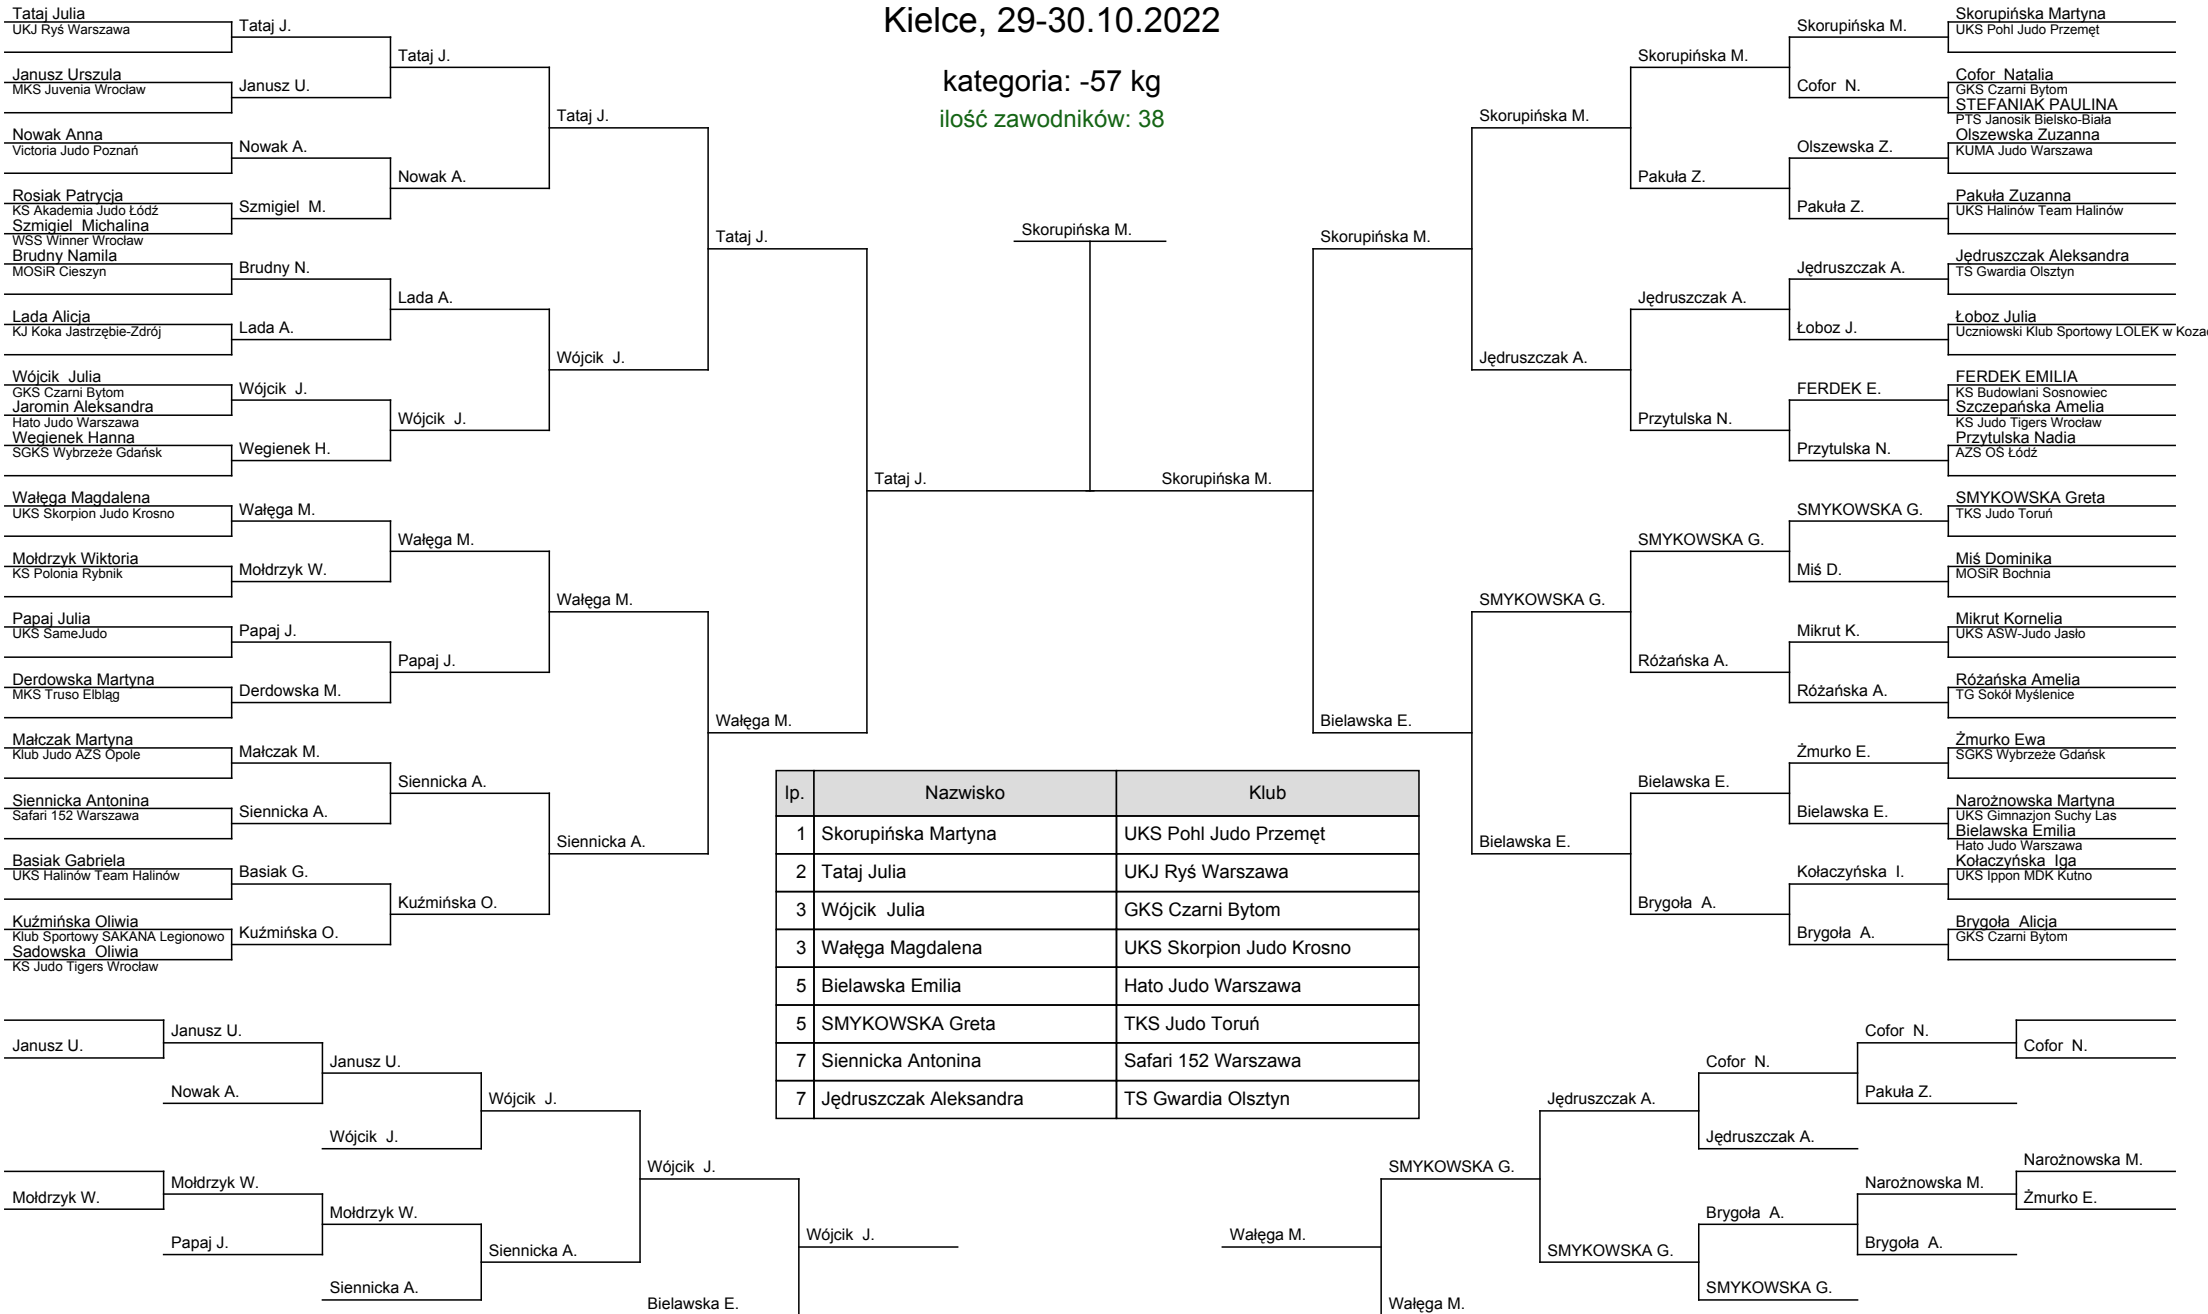 Kielce, 29-30.10.2022
kategoria: -57 kg
ilość zawodników: 38
Tataj Julia
UKJ Ryś Warszawa
Janusz Urszula
MKS Juvenia Wrocław
Nowak Anna
Victoria Judo Poznań
Rosiak Patrycja
KS Akademia Judo Łódź
Szmigiel  Michalina
WSS Winner Wrocław
Brudny Namila
MOSiR Cieszyn
Lada Alicja
KJ Koka Jastrzębie-Zdrój
Wójcik  Julia
GKS Czarni Bytom
Jaromin Aleksandra
Hato Judo Warszawa
Wegienek Hanna
SGKS Wybrzeże Gdańsk
Wałęga Magdalena
UKS Skorpion Judo Krosno
Mołdrzyk Wiktoria
KS Polonia Rybnik
Papaj Julia
UKS SameJudo
Derdowska Martyna
MKS Truso Elbląg
Małczak Martyna
Klub Judo AZS Opole
Siennicka Antonina
Safari 152 Warszawa
Basiak Gabriela
UKS Halinów Team Halinów
Kuźmińska Oliwia
Klub Sportowy SAKANA Legionowo
Sadowska  Oliwia
KS Judo Tigers Wrocław
Tataj J.
Janusz U.
Nowak A.
Szmigiel  M.
Brudny N.
Lada A.
Wójcik  J.
Wegienek H.
Wałęga M.
Mołdrzyk W.
Papaj J.
Derdowska M.
Małczak M.
Siennicka A.
Basiak G.
Kuźmińska O.
Tataj J.
Nowak A.
Lada A.
Wójcik  J.
Wałęga M.
Papaj J.
Siennicka A.
Kuźmińska O.
Tataj J.
Wójcik  J.
Wałęga M.
Siennicka A.
Tataj J.
Wałęga M.
Tataj J.
Skorupińska M.
Skorupińska M.
Skorupińska M.
Bielawska E.
Skorupińska M.
Jędruszczak A.
SMYKOWSKA G.
Bielawska E.
Skorupińska M.
Pakuła Z.
Jędruszczak A.
Przytulska N.
SMYKOWSKA G.
Różańska A.
Bielawska E.
Brygoła  A.
Skorupińska M.
Cofor  N.
Olszewska Z.
Pakuła Z.
Jędruszczak A.
Łoboz J.
FERDEK E.
Przytulska N.
SMYKOWSKA G.
Miś D.
Mikrut K.
Różańska A.
Żmurko E.
Bielawska E.
Kołaczyńska  I.
Brygoła  A.
Skorupińska Martyna
UKS Pohl Judo Przemęt
Cofor  Natalia
GKS Czarni Bytom
STEFANIAK PAULINA
PTS Janosik Bielsko-Biała
Olszewska Zuzanna
KUMA Judo Warszawa
Pakuła Zuzanna
UKS Halinów Team Halinów
Jędruszczak Aleksandra
TS Gwardia Olsztyn
Łoboz Julia
Uczniowski Klub Sportowy LOLEK w Koza
FERDEK EMILIA
KS Budowlani Sosnowiec
Szczepańska Amelia
KS Judo Tigers Wrocław
Przytulska Nadia
AZS OŚ Łódź
SMYKOWSKA Greta
TKS Judo Toruń
Miś Dominika
MOSiR Bochnia
Mikrut Kornelia
UKS ASW-Judo Jasło
Różańska Amelia
TG Sokół Myślenice
Żmurko Ewa
SGKS Wybrzeże Gdańsk
Narożnowska Martyna
UKS Gimnazjon Suchy Las
Bielawska Emilia
Hato Judo Warszawa
Kołaczyńska  Iga
UKS Ippon MDK Kutno
Brygoła  Alicja
GKS Czarni Bytom
lp. Nazwisko Klub
1 Skorupińska Martyna UKS Pohl Judo Przemęt
2 Tataj Julia UKJ Ryś Warszawa
3 Wójcik  Julia GKS Czarni Bytom
3 Wałęga Magdalena UKS Skorpion Judo Krosno
5 Bielawska Emilia Hato Judo Warszawa
5 SMYKOWSKA Greta TKS Judo Toruń
7 Siennicka Antonina Safari 152 Warszawa
7 Jędruszczak Aleksandra TS Gwardia Olsztyn
Janusz U.
Mołdrzyk W.
Janusz U.
Nowak A.
Mołdrzyk W.
Papaj J.
Janusz U.
Wójcik  J.
Mołdrzyk W.
Siennicka A.
Wójcik  J.
Siennicka A.
Wójcik  J.
Bielawska E.
Wójcik  J.
Wałęga M.
SMYKOWSKA G.
Wałęga M.
Jędruszczak A.
SMYKOWSKA G.
Cofor  N.
Jędruszczak A.
Brygoła  A.
SMYKOWSKA G.
Cofor  N.
Pakuła Z.
Narożnowska M.
Brygoła  A.
Cofor  N.
Narożnowska M.
Żmurko E.